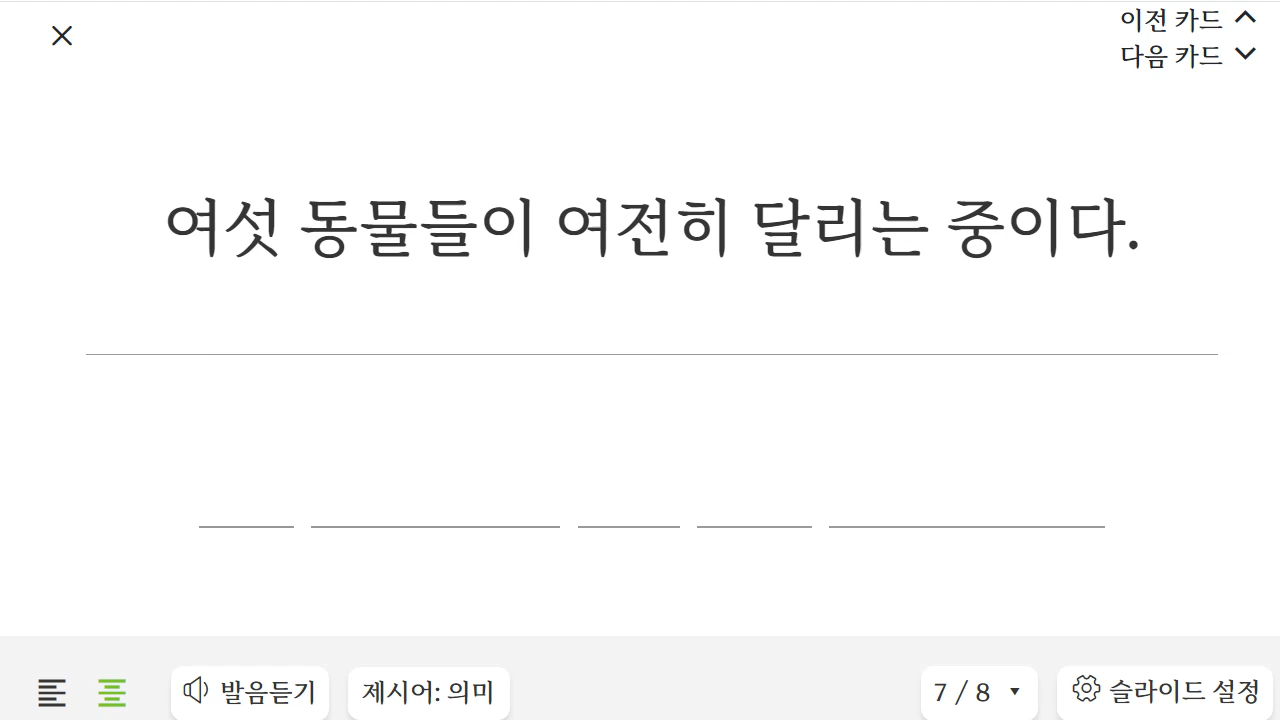 이전 카드
다음 카드
여섯 동물들이 여전히 달리는 중이다.
발음듣기
제시어: 의미
7 / 8
슬라이드 설정